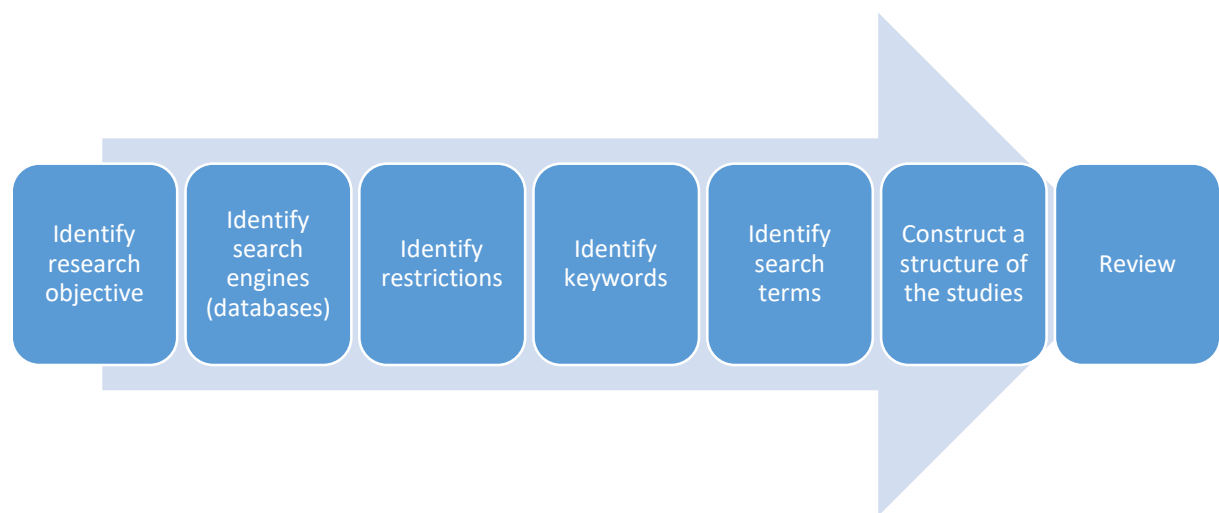 Identify
research
objective
Identify
search
engines
(databases)
Identify
restrictions
Identify
keywords
Identify
search
terms
Construct a
structure of
the studies
Review